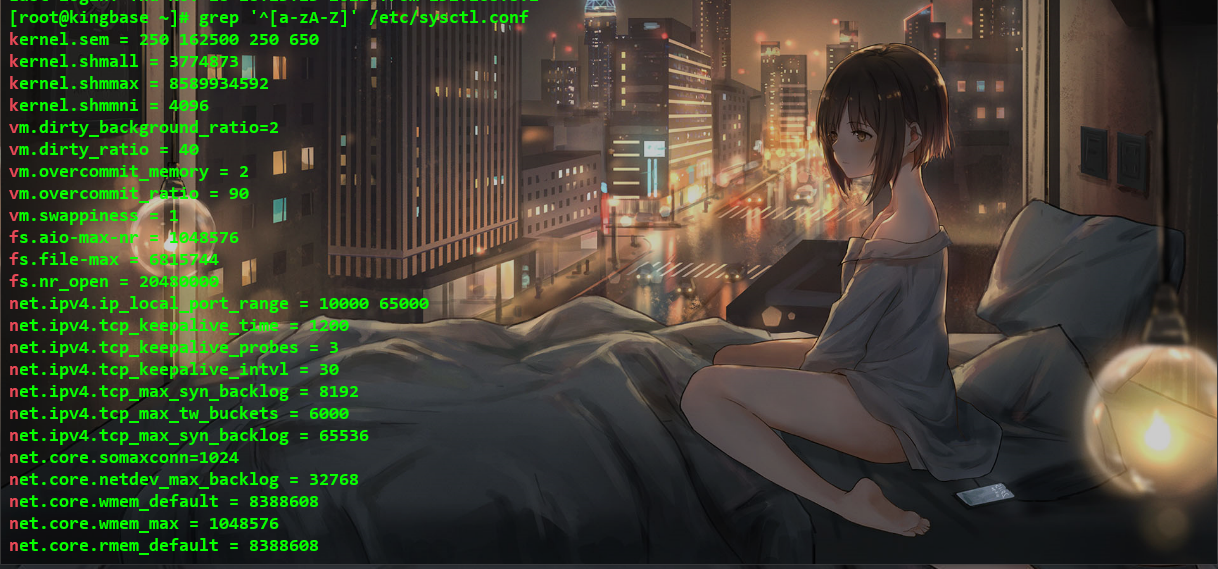 [root@kingbase ~]# grep '^[a-zA-Z]' /etc/sysctl.conf
kernel.sem = 250 162500 250 650
kernel.shmall = 3774873
kernel.shmmax = 8589934592
kernel.shmmni = 4096
vm.dirty_background_ratio=2
vm.dirty_ratio = 40
vm.overcommit_memory = 2
vm.overcommit_ratio = 90
vm.swappiness = 1
fs.aio-max-nr = 1048576
fs.file-max = 6815744
fs.nr_open = 20480000
net.ipv4.ip_local_port_range = 10000 65000
net.ipv4.tcp_keepalive_time = 1200
net.ipv4.tcp_keepalive_probes = 3
net.ipv4.tcp_keepalive_intvl = 30
net.ipv4.tcp_max_syn_backlog = 8192
net.ipv4.tcp_max_tw_buckets = 6000
net.ipv4.tcp_max_syn_backlog = 65536
net.core.somaxconn=1024
net.core.netdev_max_backlog = 32768
net.core.wmem_default = 8388608
net.core.wmem_max = 1048576
net.core.rmem_default = 8388608